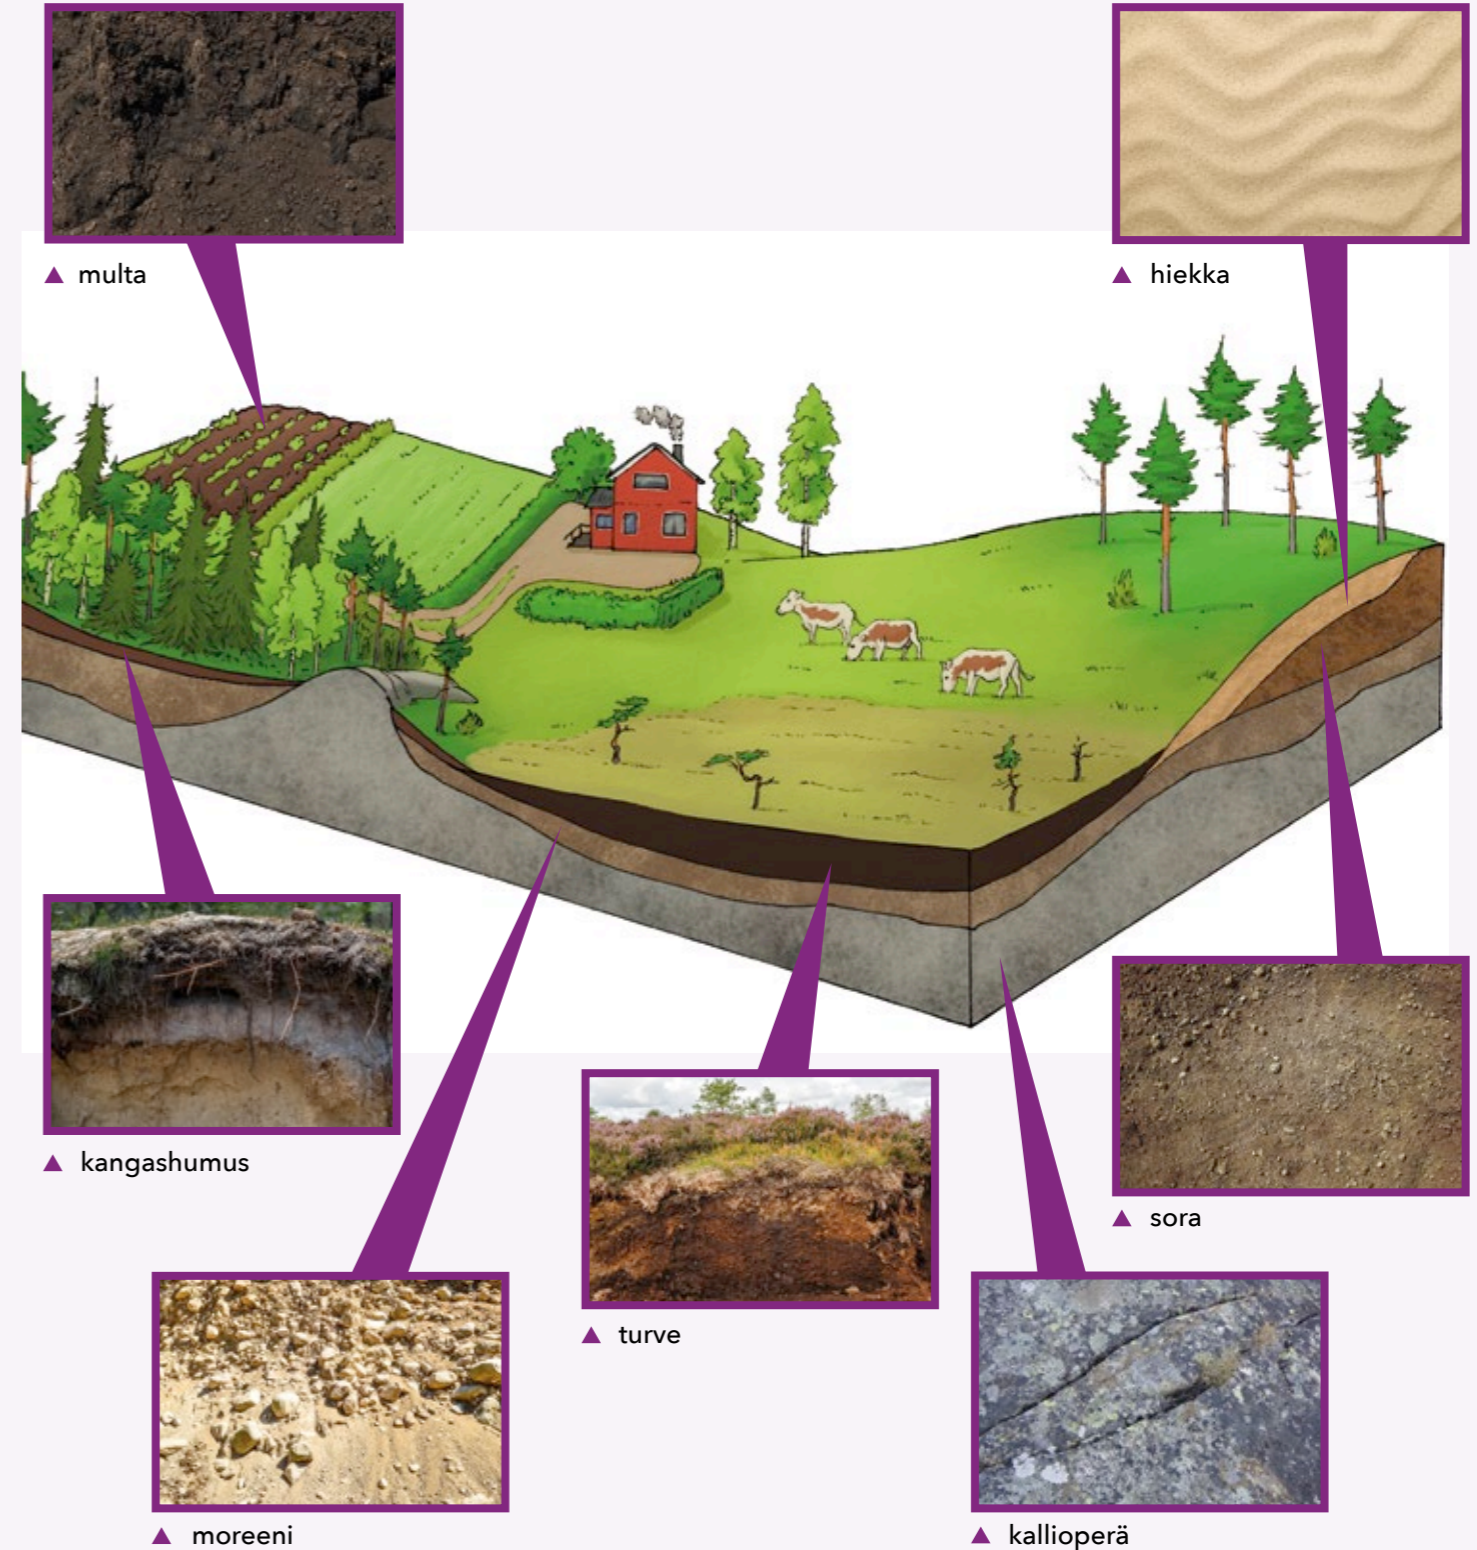 ▲ multa
▲ hiekka
▲ kangashumus
▲ sora
▲ turve
▲ moreeni
▲ kallioperä